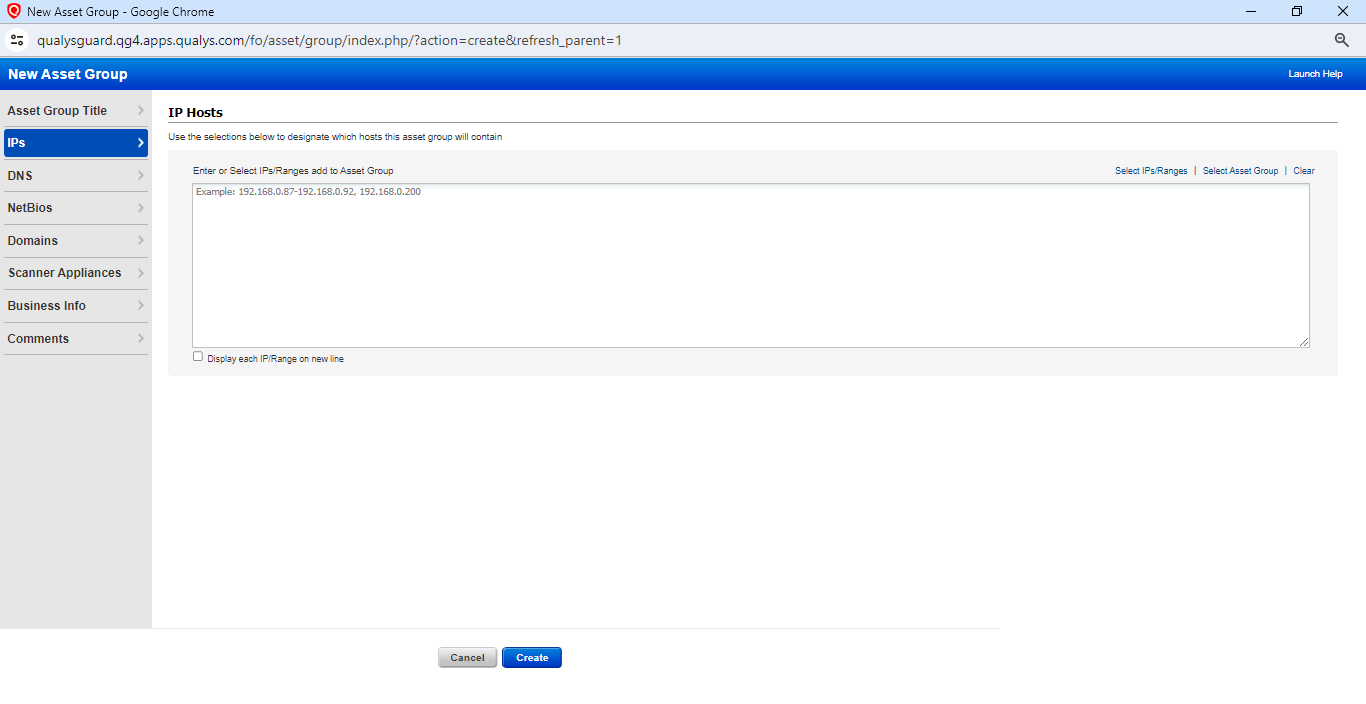 New Asset Group - Google Chrome
qualysguard.qg4.apps.qualys.com/fo/asset/group/index.php/?action=create&refresh_parent=1
New Asset Group
Launch Help
Asset Group Title
IPs
DNS
NetBios
Domains
Scanner Appliances
Business Info
Comments
IP Hosts
Use the selections below to designate which hosts this asset group will contain
Enter or Select IPs/Ranges add to Asset Group
Select IPs/Ranges | Select Asset Group | Clear
Example: 192.168.0.87-192.168.0.92, 192.168.0.200
Display each IP/Range on new line
Cancel
Create